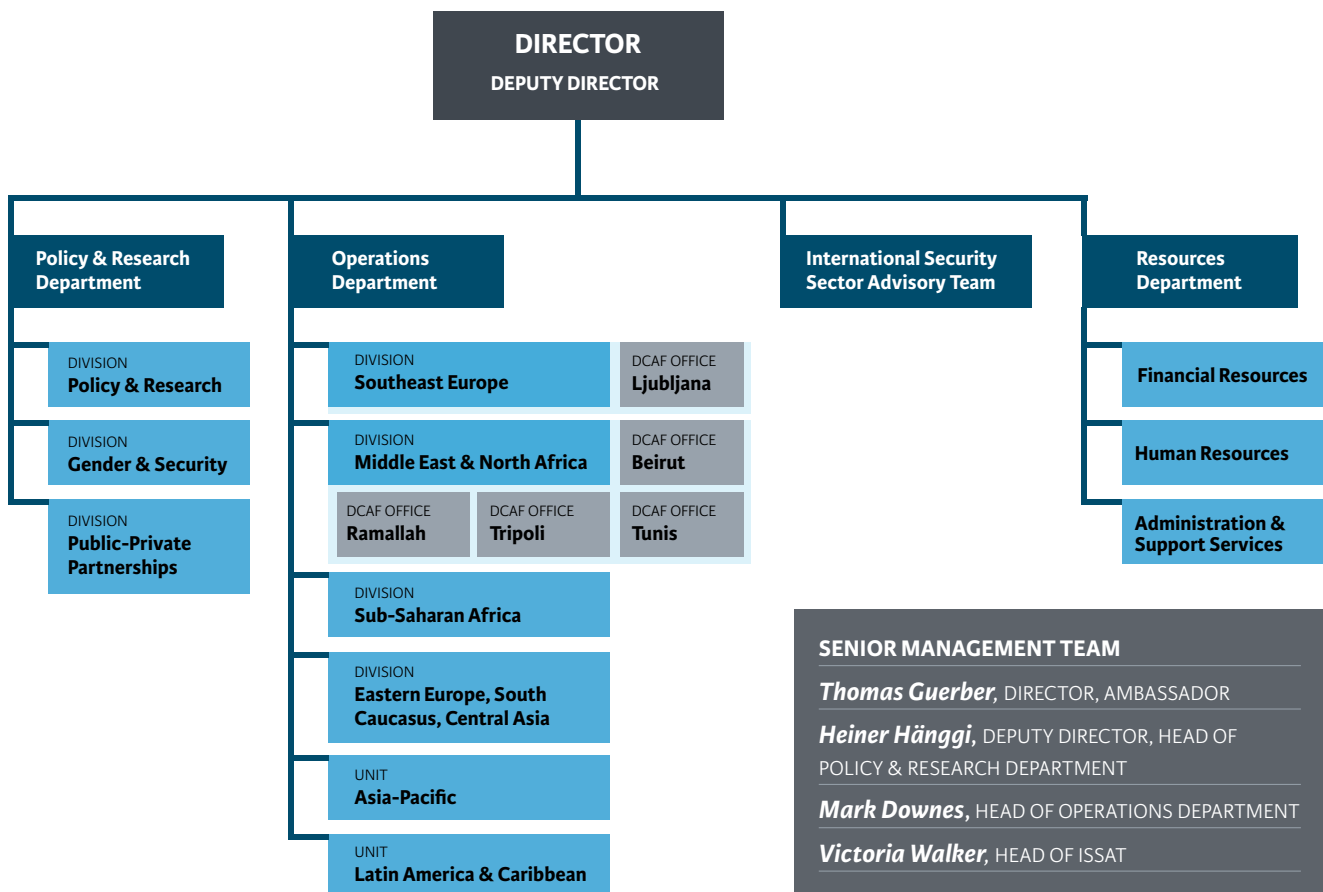 DIRECTOR
DEPUTY DIRECTOR
Policy & Research
Department
DIVISION
Policy & Research
DIVISION
Gender & Security
DIVISION
Public-Private
Partnerships
Operations
Department
DIVISION
Southeast Europe
DCAF OFFICE
Ljubljana
DIVISION
Middle East & North Africa
DCAF OFFICE
Beirut
DCAF OFFICE
Ramallah
DCAF OFFICE
Tripoli
DCAF OFFICE
Tunis
DIVISION
Sub-Saharan Africa
DIVISION
Eastern Europe, South
Caucasus, Central Asia
UNIT
Asia-Pacific
UNIT
Latin America & Caribbean
International Security
Sector Advisory Team
Resources
Department
Financial Resources
Human Resources
Administration &
Support Services
SENIOR MANAGEMENT TEAM
Thomas Guerber, DIRECTOR, AMBASSADOR
Heiner Hänggi, DEPUTY DIRECTOR, HEAD OF
POLICY & RESEARCH DEPARTMENT
Mark Downes, HEAD OF OPERATIONS DEPARTMENT
Victoria Walker, HEAD OF ISSAT